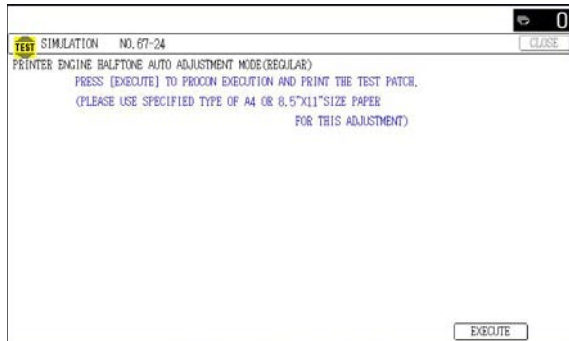 0
TEST SIMULATION NO. 67-24 CLOSE
PRINTER ENGINE HALFTONE AUTO ADJUSTMENT MODE(REGULAR)
PRESS [EXECUTE] TO PROCON EXECUTION AND PRINT THE TEST PATCH.
(PLEASE USE SPECIFIED TYPE OF A4 OR 8.5"X11"SIZE PAPER
FOR THIS ADJUSTMENT)
EXECUTE